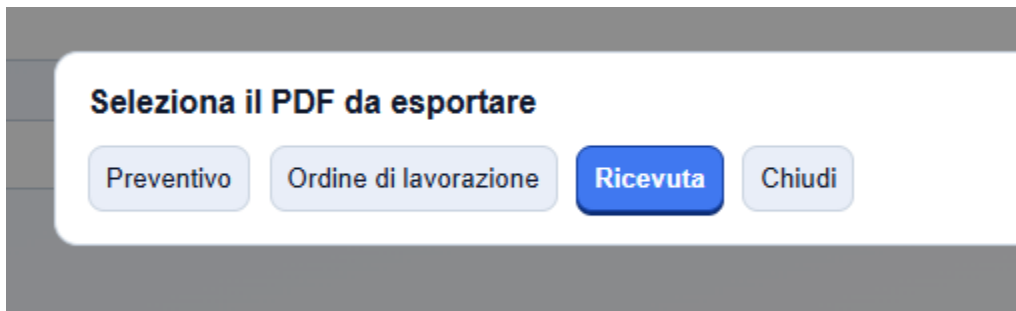 Seleziona il PDF da esportare
Preventivo Ordine di lavorazione Ricevuta Chiudi